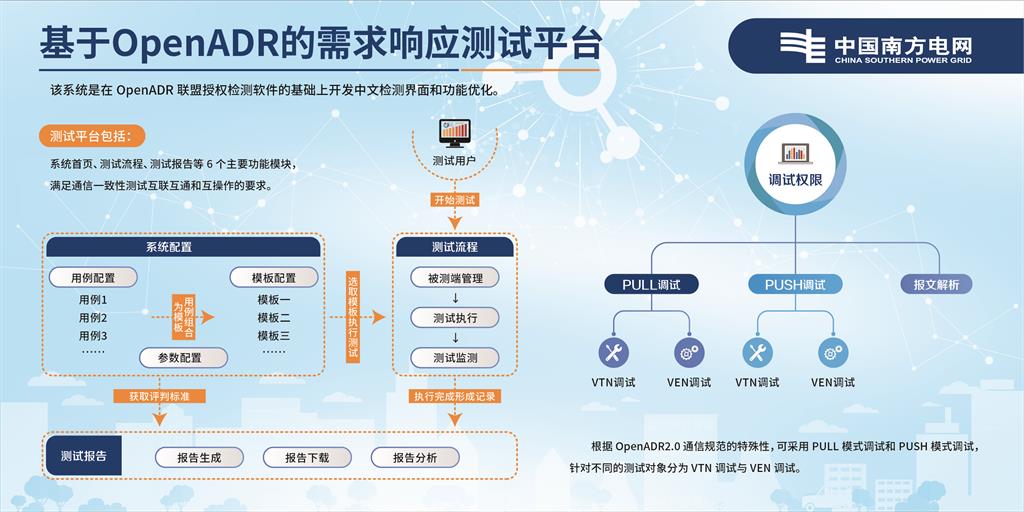 基于OpenADR的需求响应测试平台
中国南方电网
CHINA SOUTHERN POWER GRID
该系统是在 OpenADR 联盟授权检测软件的基础上开发中文检测界面和功能优化。
测试平台包括：
系统首页、测试流程、测试报告等 6 个主要功能模块，
满足通信一致性测试互联互通和互操作的要求。
测试用户
开始测试
系统配置
用例配置
用例1
用例2
用例3
……
用例组合
为模板
模板配置
模板一
模板二
模板三
……
参数配置
选取模板执行测试
测试流程
被测端管理
↓
测试执行
↓
测试监测
获取评判标准
执行完成形成记录
测试报告
报告生成
报告下载
报告分析
调试权限
PULL调试
PUSH调试
报文解析
VTN调试
VEN调试
VTN调试
VEN调试
根据 OpenADR2.0 通信规范的特殊性，可采用 PULL 模式调试和 PUSH 模式调试，
针对不同的测试对象分为 VTN 调试与 VEN 调试。